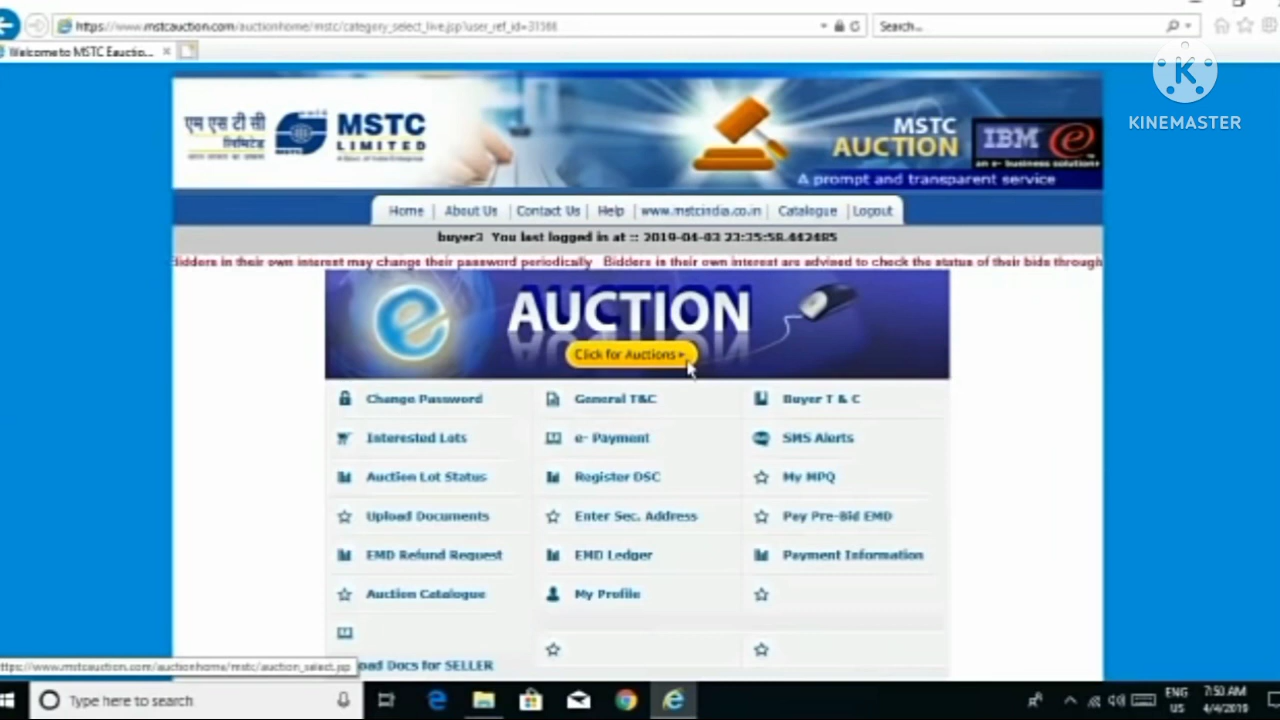 https://www.mstcauction.com/auctionhome/mstc/category_select_live.jsp?user_ref_id=31566
Search...
Welcome to MSTC Eauctio...
KINEMASTER
एम एस टी सी
लिमिटेड
MSTC
LIMITED
MSTC
AUCTION
IBM
an e-business solution
A prompt and transparent service
Home | About Us | Contact Us | Help | www.mstcindia.co.in | Catalogue | Logout
buyer3 You last logged in at :: 2019-04-03
Bidders in their own interest may change their password periodically Bidders in their own interest are advised to check the status of their bids through
e AUCTION
Click for Auctions
Change Password
General T&C
Buyer T & C
Interested Lots
e- Payment
SMS Alerts
Auction Lot Status
Register DSC
My MPQ
Upload Documents
Enter Sec. Address
Pay Pre-Bid EMD
EMD Refund Request
EMD Ledger
Payment Information
Auction Catalogue
My Profile
oad Docs for SELLER
https://www.mstcauction.com/auctionhome/mstc/auction_select.jsp
Type here to search
ENG
US
7:50 AM
4/4/2019